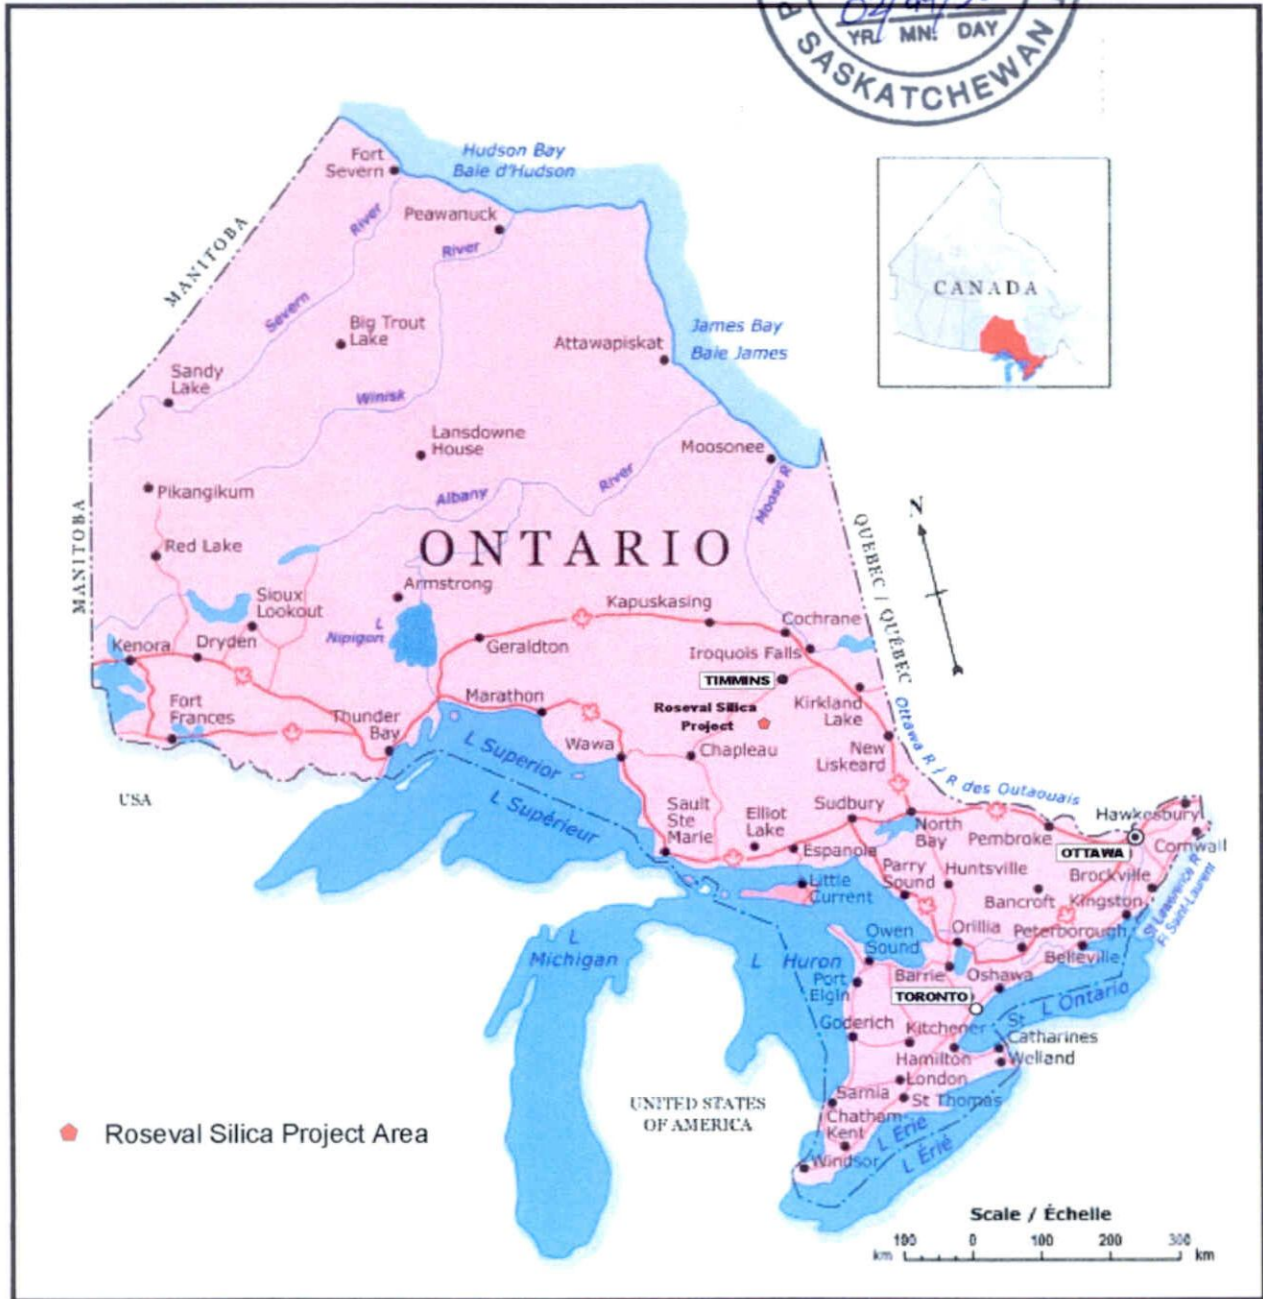 YR. MN. DAY
SASKATCHEWAN
Hudson Bay
Baie d'Hudson
Fort
Severn
Peawanuck
River
River
MANITOBA
Severn
Big Trout
Lake
Sandy
Lake
Winisk
Attawapiskat
James Bay
Baie James
CANADA
Lansdowne
House
Moosonee
Pikangikum
Albany
River
Moose R
N
ONTARIO
MANITOBA
Red Lake
QUEBEC / QUÉBEC
Armstrong
Sioux
Lookout
Kapuskasing
Cochrane
L
Nipigon
Kenora
Dryden
Geraldton
Iroquois Falls
TIMMINS
Marathon
Roseval Silica
Project
Kirkland
Lake
Fort
Frances
Thunder
Bay
Wawa
Chapleau
New
Liskeard
Ottawa R / R des Outaouais
L Superior
L Supérieur
USA
Sault
Ste
Marie
Elliot
Lake
Sudbury
Espanola
North
Bay
Pembroke
Hawkesbury
OTTAWA
Cornwall
Parry
Sound
Huntsville
Brockville
Little
Current
Bancroft
Kingston
St Lawrence R
Fl Saint-Laurent
Owen
Sound
Orillia
Peterborough
Belleville
L
Michigan
L Huron
Port
Elgin
Barrie
Oshawa
TORONTO
L Ontario
Goderich
Kitchener
St
Catharines
Hamilton
Welland
London
Sarnia
St Thomas
UNITED STATES
OF AMERICA
Chatham-
Kent
L Erie
L Érié
Windsor
Roseval Silica Project Area
Scale / Échelle
100 0 100 200 300
km km